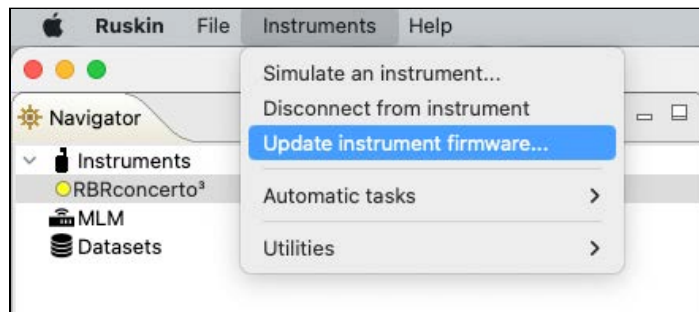 Ruskin File Instruments Help
Simulate an instrument...
Disconnect from instrument
Update instrument firmware...
Automatic tasks
Utilities
Navigator
Instruments
RBRconcerto³
MLM
Datasets